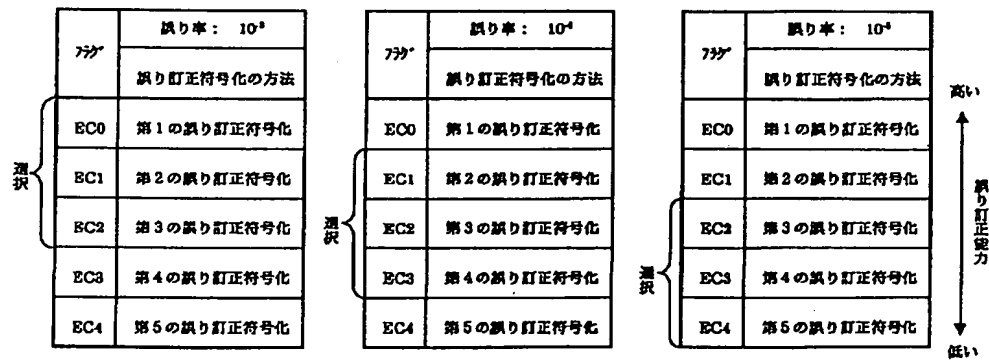 フラグ 誤り率： 10⁻³
誤り訂正符号化の方法
EC0 第1の誤り訂正符号化
EC1 第2の誤り訂正符号化
EC2 第3の誤り訂正符号化
EC3 第4の誤り訂正符号化
EC4 第5の誤り訂正符号化
選択
フラグ 誤り率： 10⁻⁴
誤り訂正符号化の方法
EC0 第1の誤り訂正符号化
EC1 第2の誤り訂正符号化
EC2 第3の誤り訂正符号化
EC3 第4の誤り訂正符号化
EC4 第5の誤り訂正符号化
選択
フラグ 誤り率： 10⁻⁵
誤り訂正符号化の方法
EC0 第1の誤り訂正符号化
EC1 第2の誤り訂正符号化
EC2 第3の誤り訂正符号化
EC3 第4の誤り訂正符号化
EC4 第5の誤り訂正符号化
選択
高い
誤り訂正能力
低い